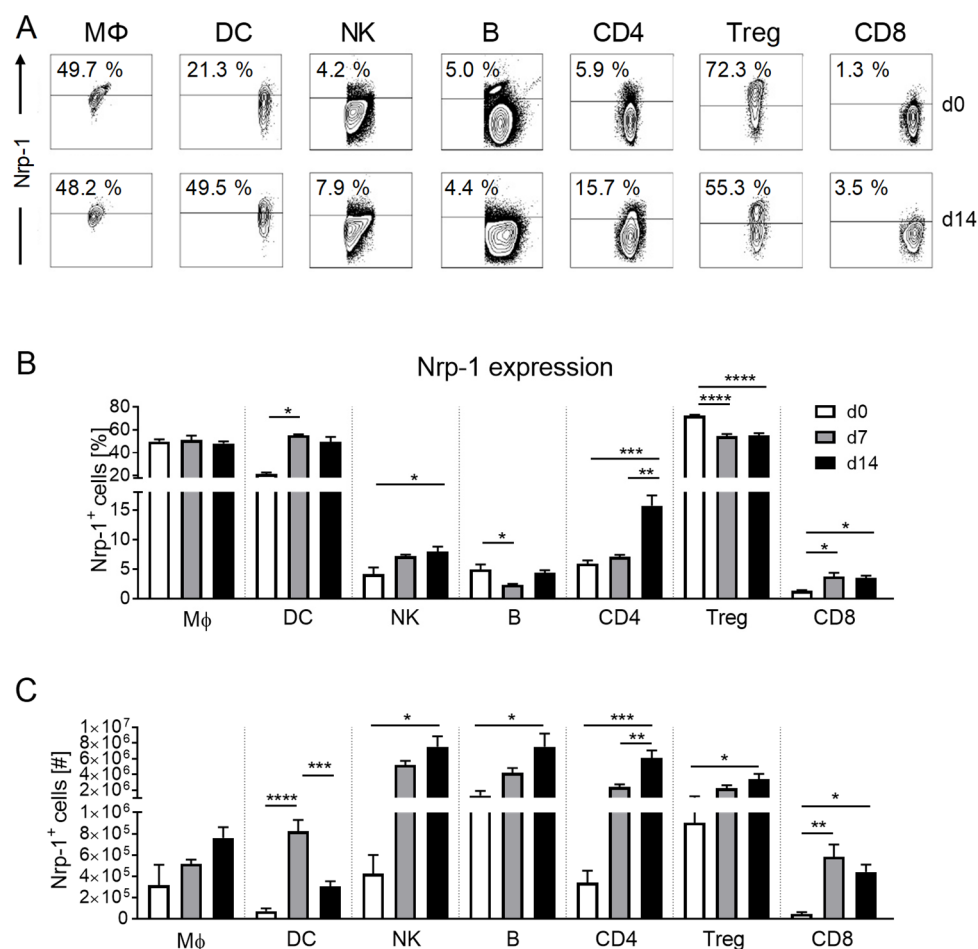 A
MΦ DC NK B CD4 Treg CD8
49.7 % 21.3 % 4.2 % 5.0 % 5.9 % 72.3 % 1.3 %
d0
Nrp-1
48.2 % 49.5 % 7.9 % 4.4 % 15.7 % 55.3 % 3.5 %
d14
B
Nrp-1 expression
Nrp-1⁺ cells [%]
80
60
40
20
15
10
5
0
* * * *** ** **** **** * *
d0
d7
d14
Mϕ DC NK B CD4 Treg CD8
C
Nrp-1⁺ cells [#]
1×10⁷
8×10⁶
6×10⁶
4×10⁶
2×10⁶
1×10⁶
8×10⁵
6×10⁵
4×10⁵
2×10⁵
0
**** *** * * *** ** * ** *
Mϕ DC NK B CD4 Treg CD8